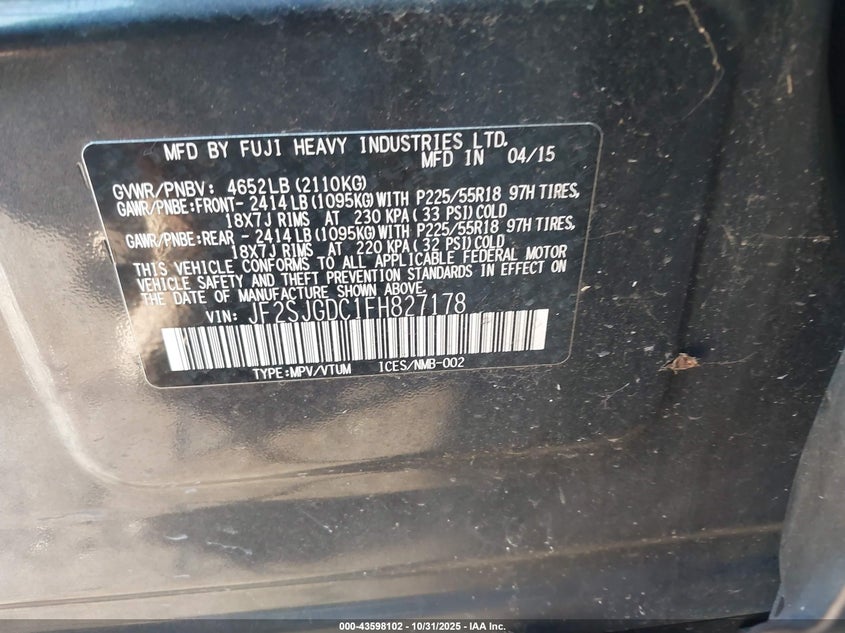 MFD BY FUJI HEAVY INDUSTRIES LTD.
MFD IN 04/15
GVWR/PNBV: 4652LB (2110KG)
GAWR/PNBE:FRONT- 2414 LB (1095KG) WITH P225/55R18 97H TIRES,
18X7J RIMS AT 230 KPA ( 33 PSI) COLD
GAWR/PNBE:REAR - 2414 LB (1095KG) WITH P225/55R18 97H TIRES,
18X7J RIMS AT 220 KPA ( 32 PSI) COLD
THIS VEHICLE CONFORMS TO ALL APPLICABLE FEDERAL MOTOR
VEHICLE SAFETY AND THEFT PREVENTION STANDARDS IN EFFECT ON
THE DATE OF MANUFACTURE SHOWN ABOVE.
VIN: JF2SJGDC1FH827178
TYPE:MPV/VTUM ICES/NMB-002
000-43598102 - 10/31/2025 - IAA Inc.